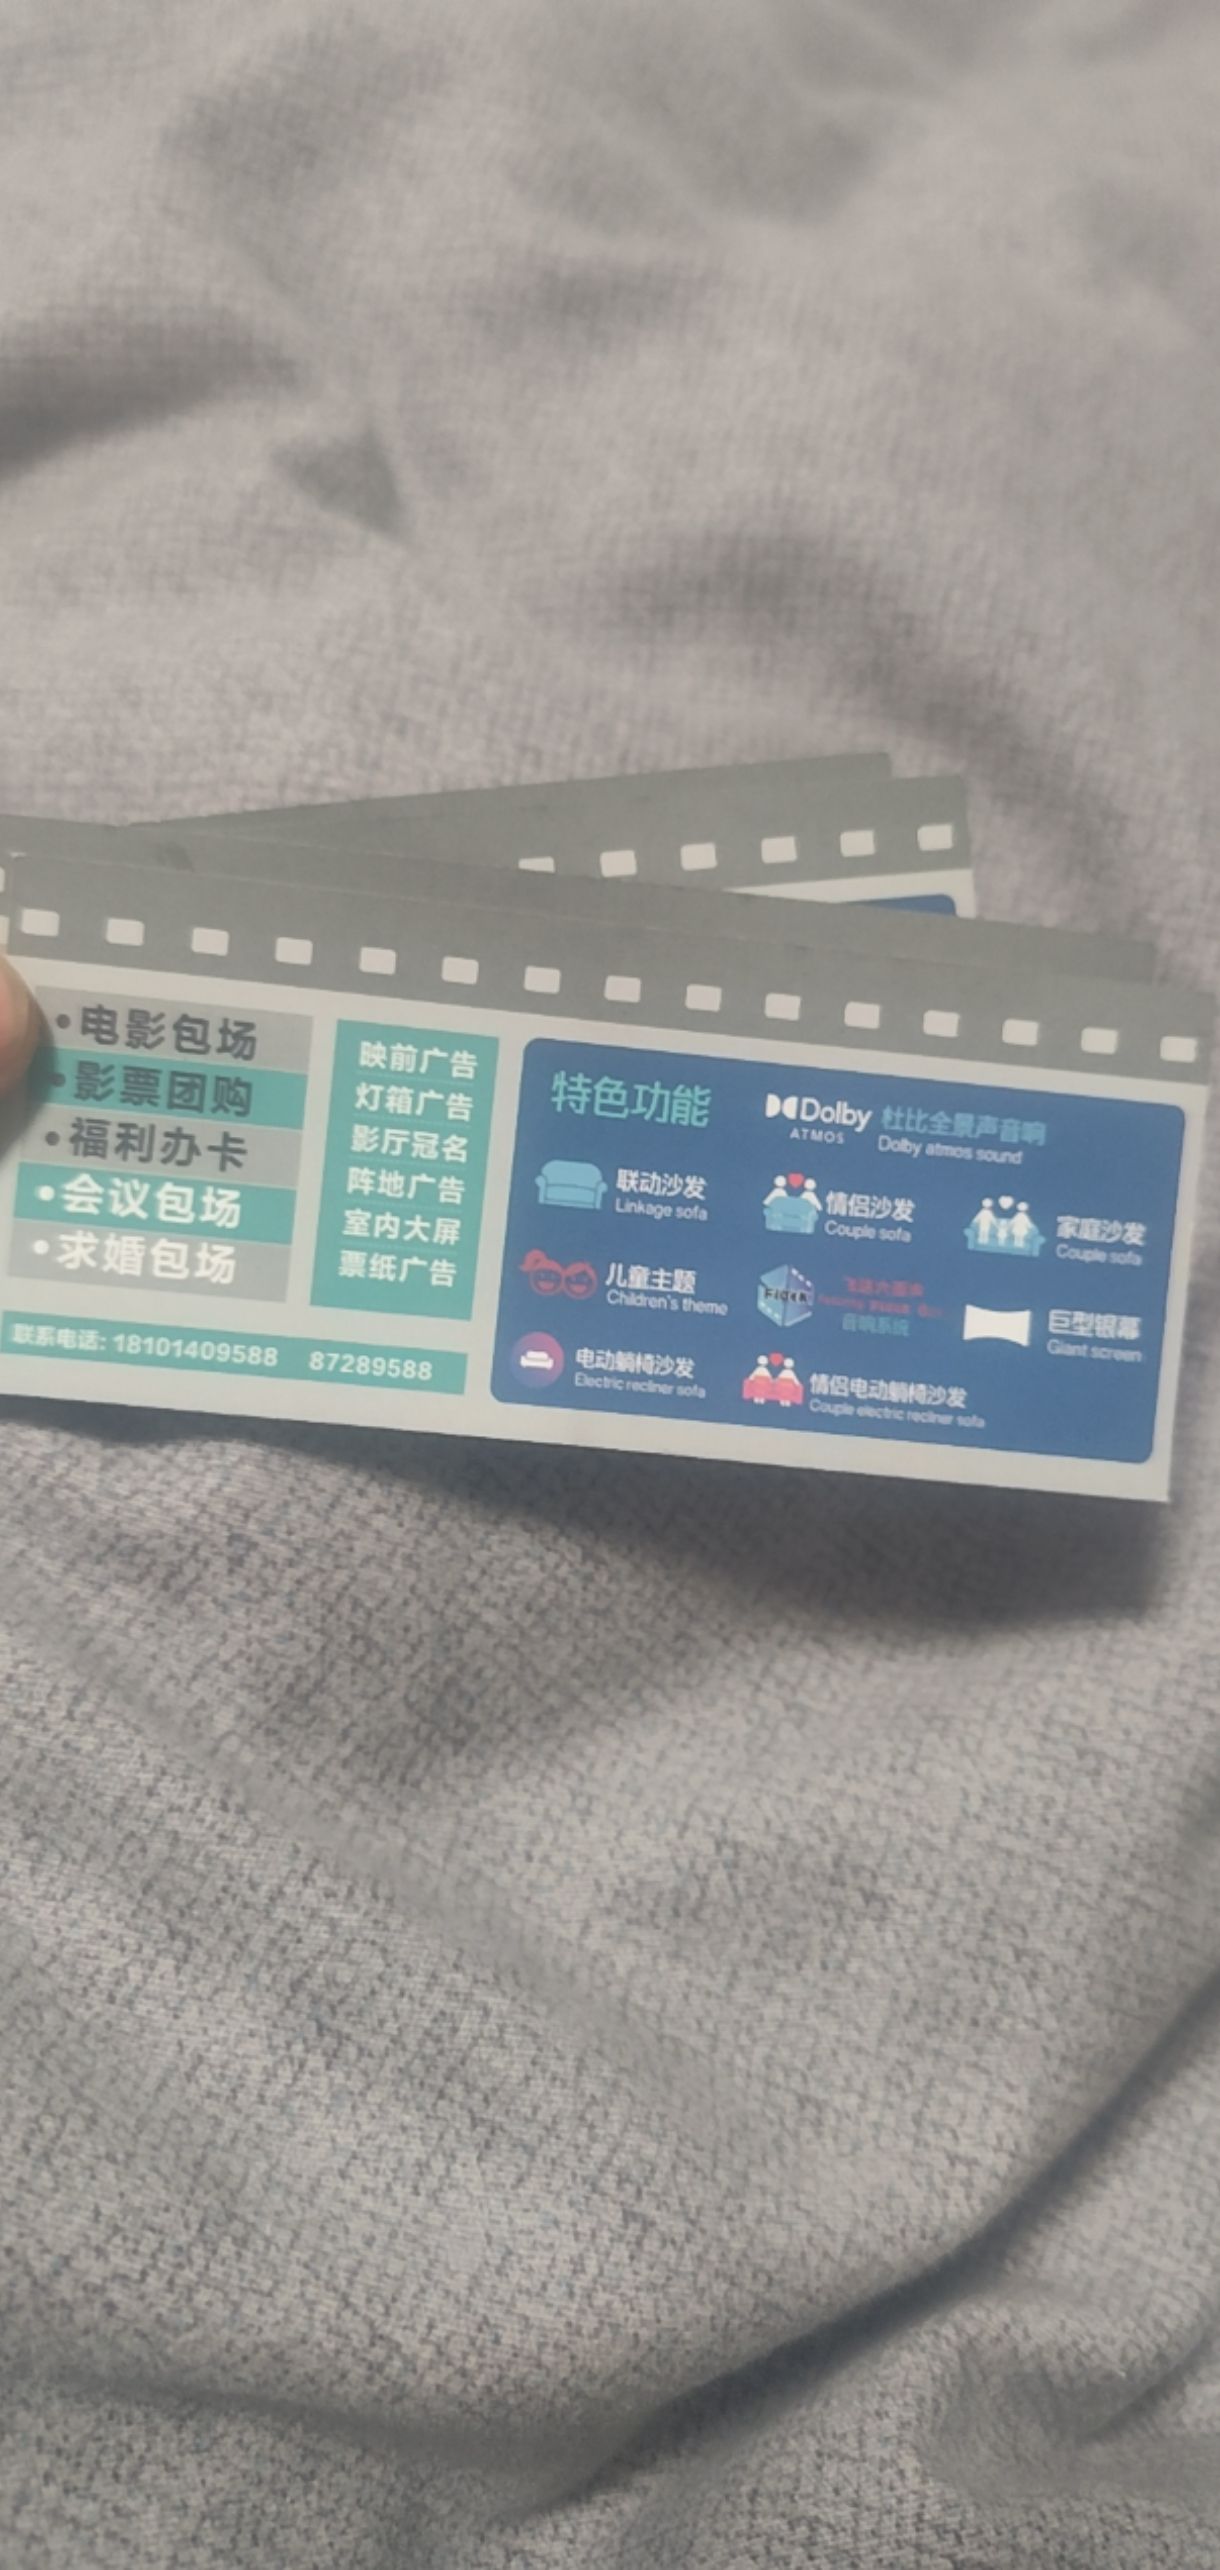 •电影包场
•影票团购
•福利办卡
•会议包场
•求婚包场
映前广告
灯箱广告
影厅冠名
阵地广告
室内大屏
票纸广告
联系电话: 18101409588 87289588
特色功能
Dolby
ATMOS
杜比全景声音响
Dolby atmos sound
联动沙发
Linkage sofa
情侣沙发
Couple sofa
家庭沙发
Couple sofa
儿童主题
Children's theme
音响系统
巨型银幕
Giant screen
电动躺椅沙发
Electric recliner sofa
情侣电动躺椅沙发
Couple electric recliner sofa